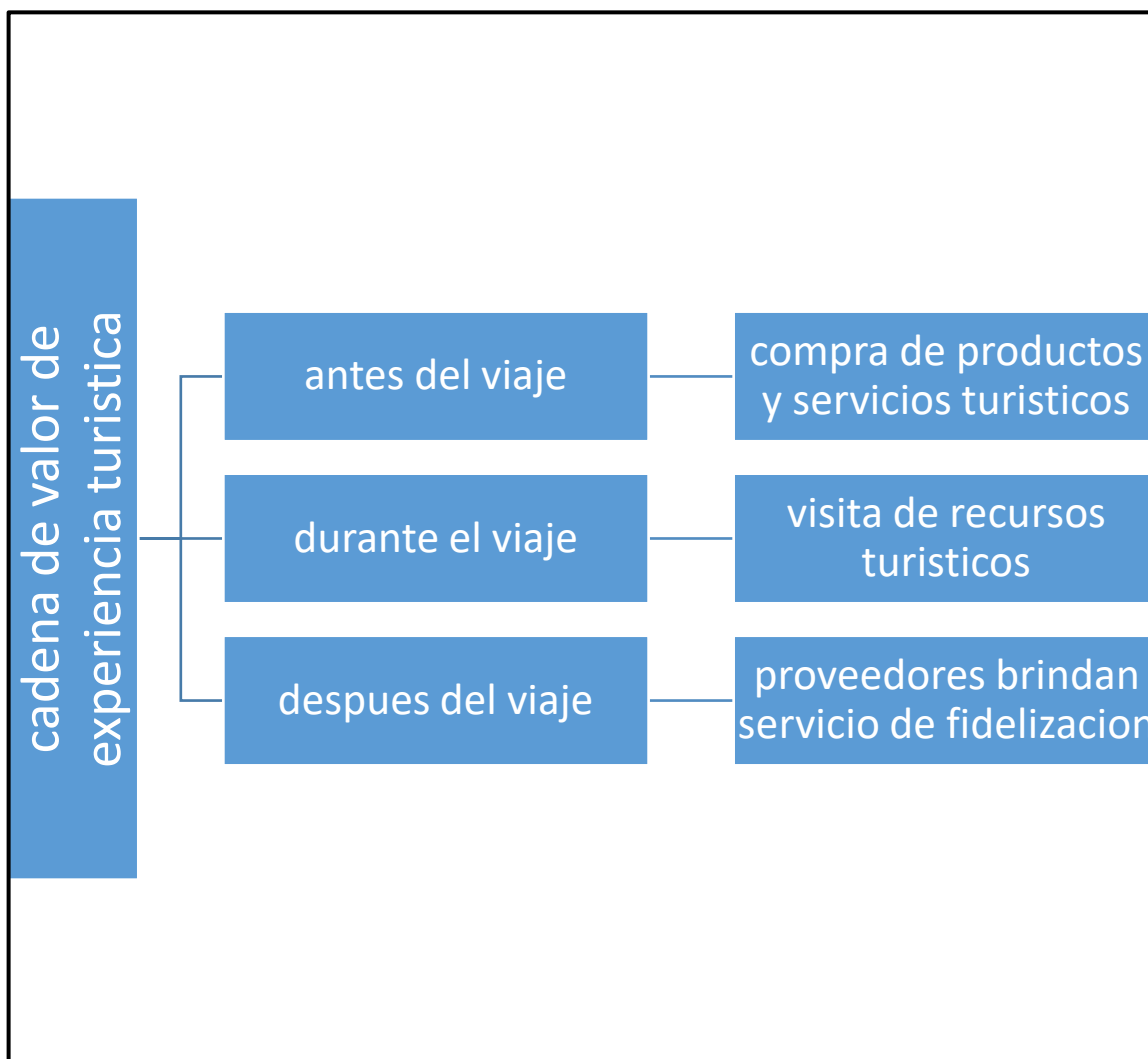 cadena de valor de
experiencia turistica
antes del viaje
compra de productos
y servicios turisticos
durante el viaje
visita de recursos
turisticos
despues del viaje
proveedores brindan
servicio de fidelizacion